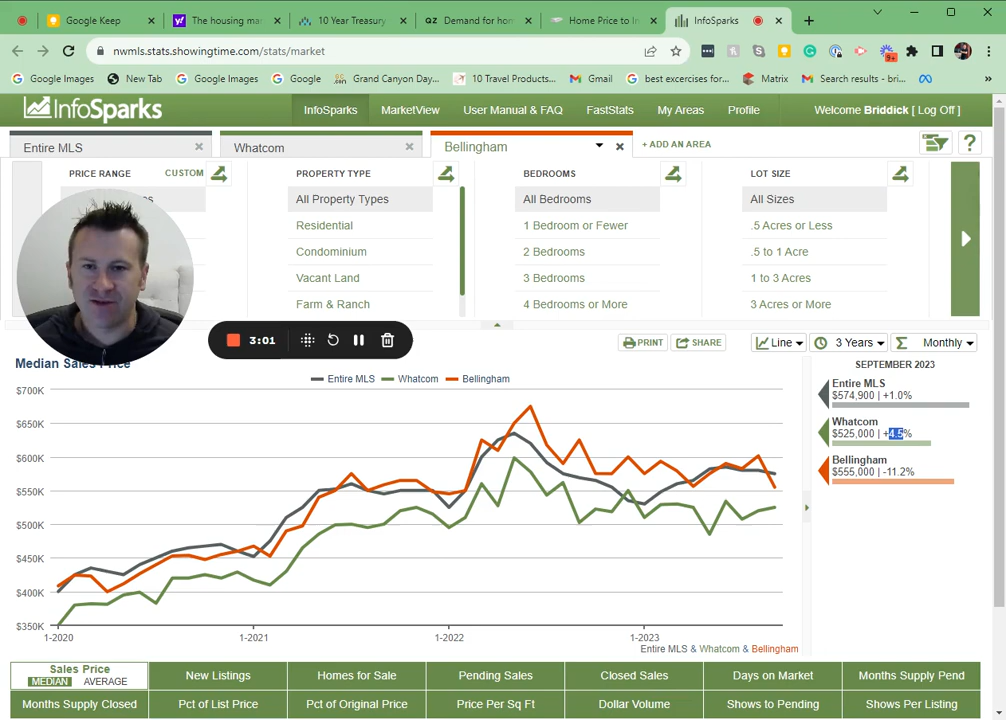 Google Keep
The housing mar
10 Year Treasury
QZ Demand for hom
Home Price to In
InfoSparks
nwmls.stats.showingtime.com/stats/market
9+
Google Images
New Tab
Google Images
Google
Grand Canyon Day...
10 Travel Products...
Gmail
best excercises for...
Matrix
Search results - bri...
InfoSparks
InfoSparks
MarketView
User Manual & FAQ
FastStats
My Areas
Profile
Welcome Briddick [ Log Off ]
Entire MLS
Whatcom
Bellingham
+ ADD AN AREA
?
PRICE RANGE
CUSTOM
PROPERTY TYPE
All Property Types
Residential
Condominium
Vacant Land
Farm & Ranch
BEDROOMS
All Bedrooms
1 Bedroom or Fewer
2 Bedrooms
3 Bedrooms
4 Bedrooms or More
LOT SIZE
All Sizes
.5 Acres or Less
.5 to 1 Acre
1 to 3 Acres
3 Acres or More
3:01
PRINT
SHARE
Line
3 Years
Monthly
Median Sales Price
Entire MLS
Whatcom
Bellingham
$700K
$650K
$600K
$550K
$500K
$450K
$400K
$350K
1-2020
1-2021
1-2022
1-2023
Entire MLS & Whatcom & Bellingham
SEPTEMBER 2023
Entire MLS
$574,900 | +1.0%
Whatcom
$525,000 | +4.5%
Bellingham
$555,000 | -11.2%
Sales Price
MEDIAN
AVERAGE
New Listings
Homes for Sale
Pending Sales
Closed Sales
Days on Market
Months Supply Pend
Months Supply Closed
Pct of List Price
Pct of Original Price
Price Per Sq Ft
Dollar Volume
Shows to Pending
Shows Per Listing